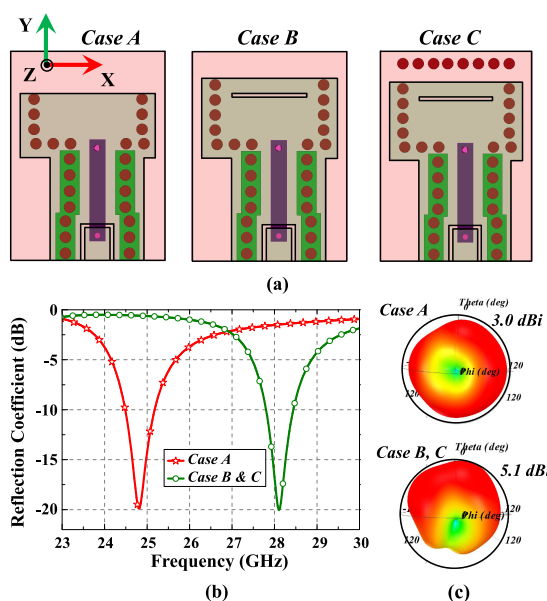 Y
Z
X
Case A
Case B
Case C
(a)
Reflection Coefficient (dB)
0
-5
-10
-15
-20
Case A
Case B & C
23 24 25 26 27 28 29 30
Frequency (GHz)
(b)
Case A
Theta (deg)
3.0 dBi
Phi (deg)
120
120
120
Case B, C
Theta (deg)
5.1 dBi
Phi (deg)
120
120
(c)